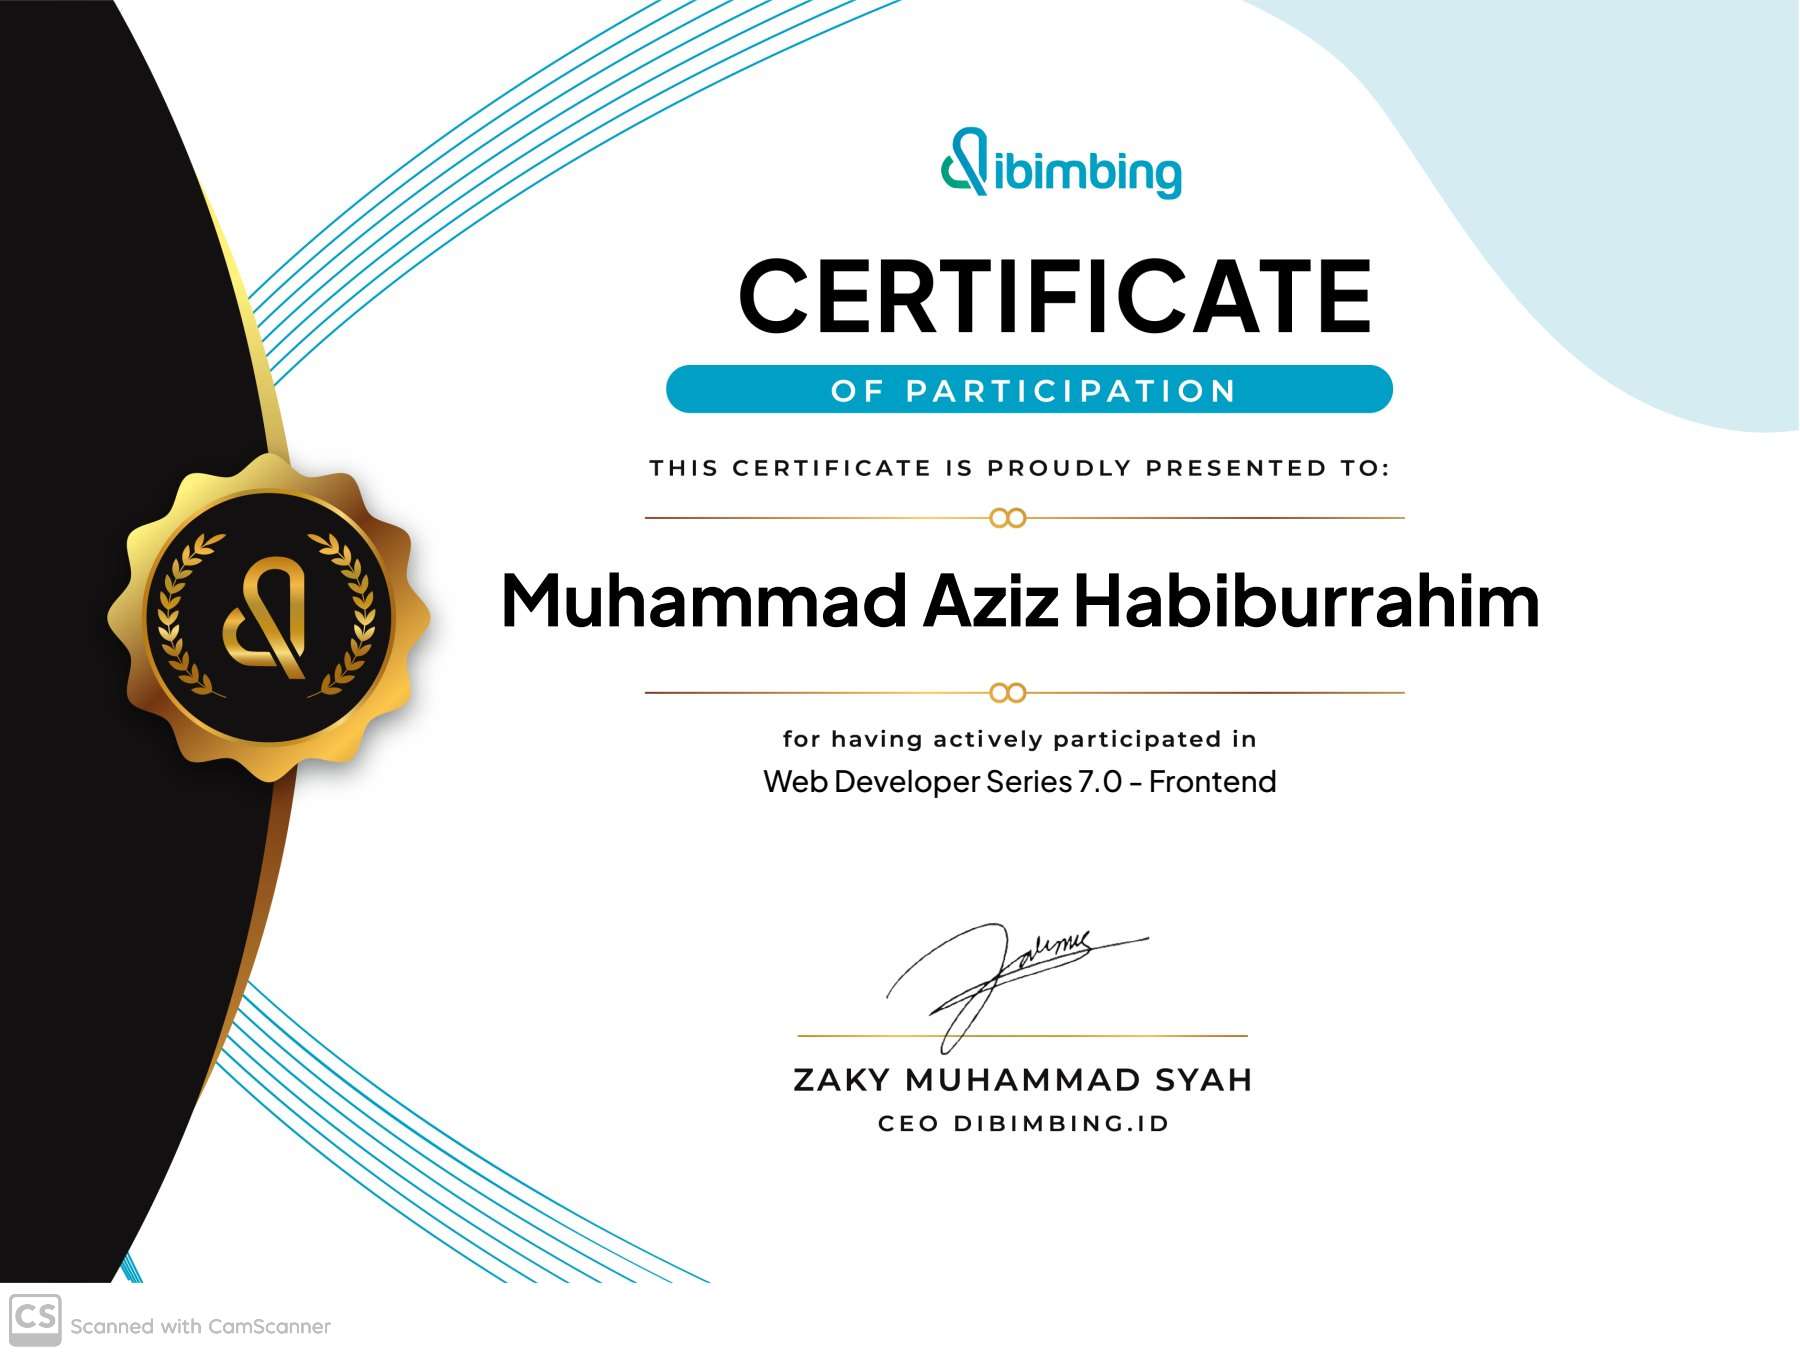 dibimbing
CERTIFICATE
OF PARTICIPATION
THIS CERTIFICATE IS PROUDLY PRESENTED TO:
Muhammad Aziz Habiburrahim
for having actively participated in
Web Developer Series 7.0 - Frontend
ZAKY MUHAMMAD SYAH
CEO DIBIMBING.ID
CS Scanned with CamScanner